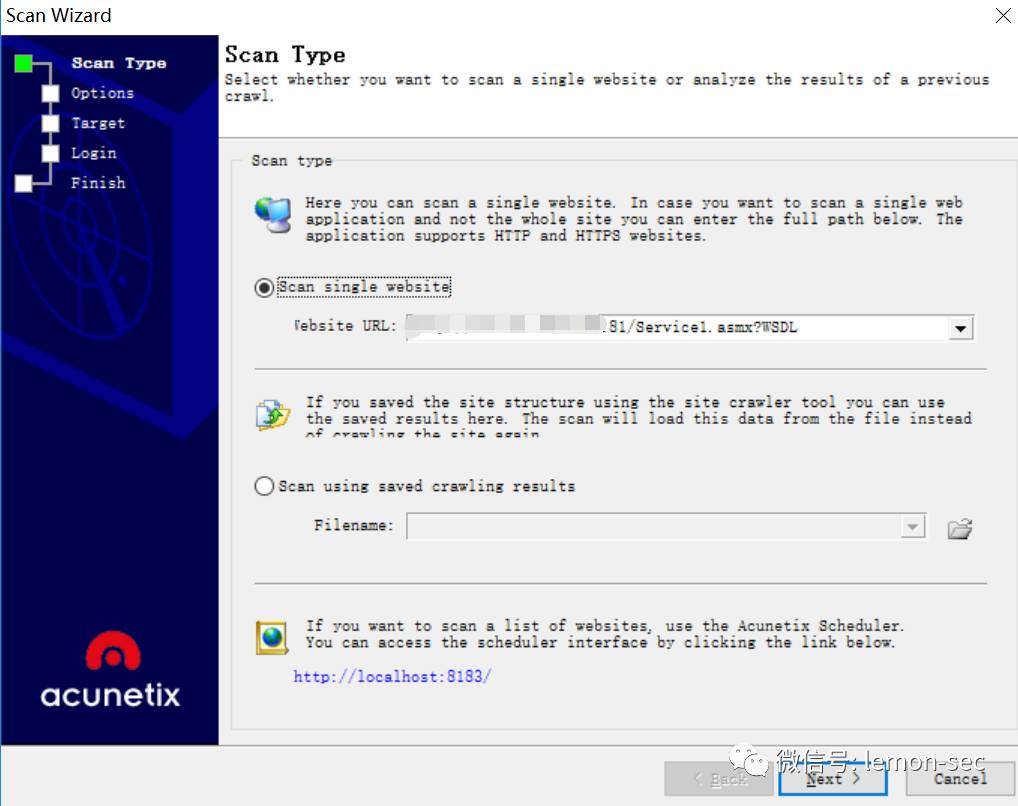 Scan Wizard
Scan Type
Options
Target
Login
Finish
Scan Type
Select whether you want to scan a single website or analyze the results of a previous
crawl.
Scan type
Here you can scan a single website. In case you want to scan a single web
application and not the whole site you can enter the full path below. The
application supports HTTP and HTTPS websites.
Scan single website
Website URL:
:81/Service1.asmx?WSDL
If you saved the site structure using the site crawler tool you can use
the saved results here. The scan will load this data from the file instead
of crawling the site again
Scan using saved crawling results
Filename:
If you want to scan a list of websites, use the Acunetix Scheduler.
You can access the scheduler interface by clicking the link below.
http://localhost:8183/
acunetix
微信号: lemon-sec
< Back
Next >
Cancel